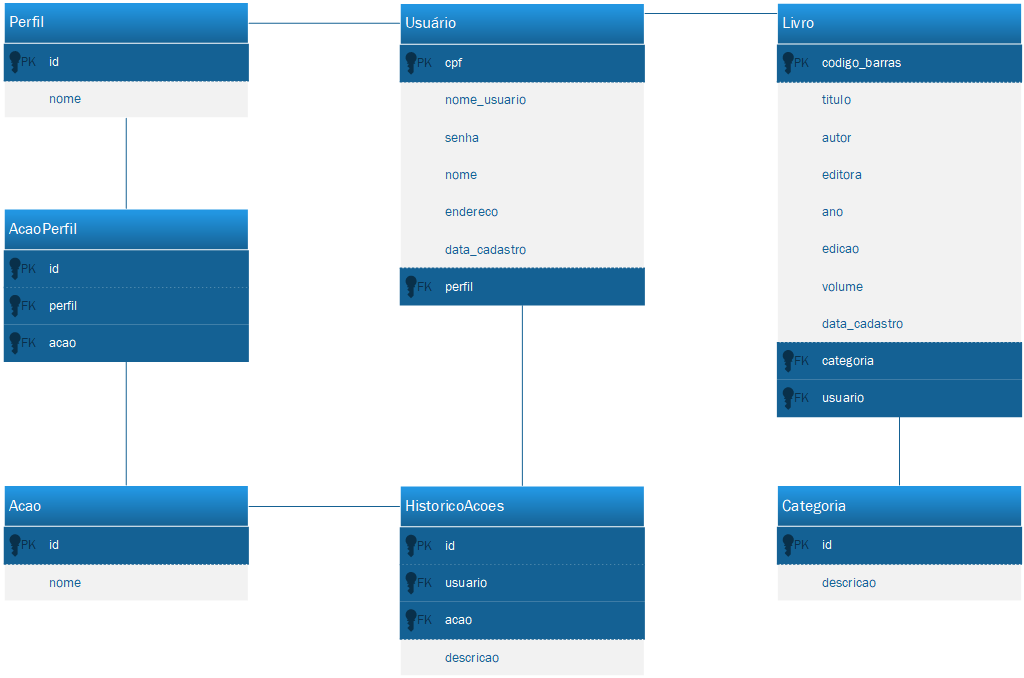 Perfil
PK id
nome
Usuário
PK cpf
nome_usuario
senha
nome
endereco
data_cadastro
FK perfil
Livro
PK codigo_barras
titulo
autor
editora
ano
edicao
volume
data_cadastro
FK categoria
FK usuario
AcaoPerfil
PK id
FK perfil
FK acao
Acao
PK id
nome
HistoricoAcoes
PK id
FK usuario
FK acao
descricao
Categoria
PK id
descricao